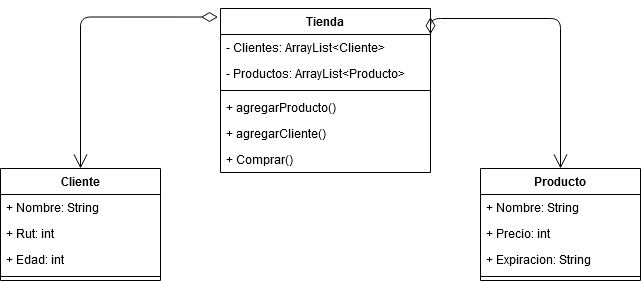 Tienda
- Clientes: ArrayList<Cliente>
- Productos: ArrayList<Producto>
+ agregarProducto()
+ agregarCliente()
+ Comprar()
Cliente
+ Nombre: String
+ Rut: int
+ Edad: int
Producto
+ Nombre: String
+ Precio: int
+ Expiracion: String